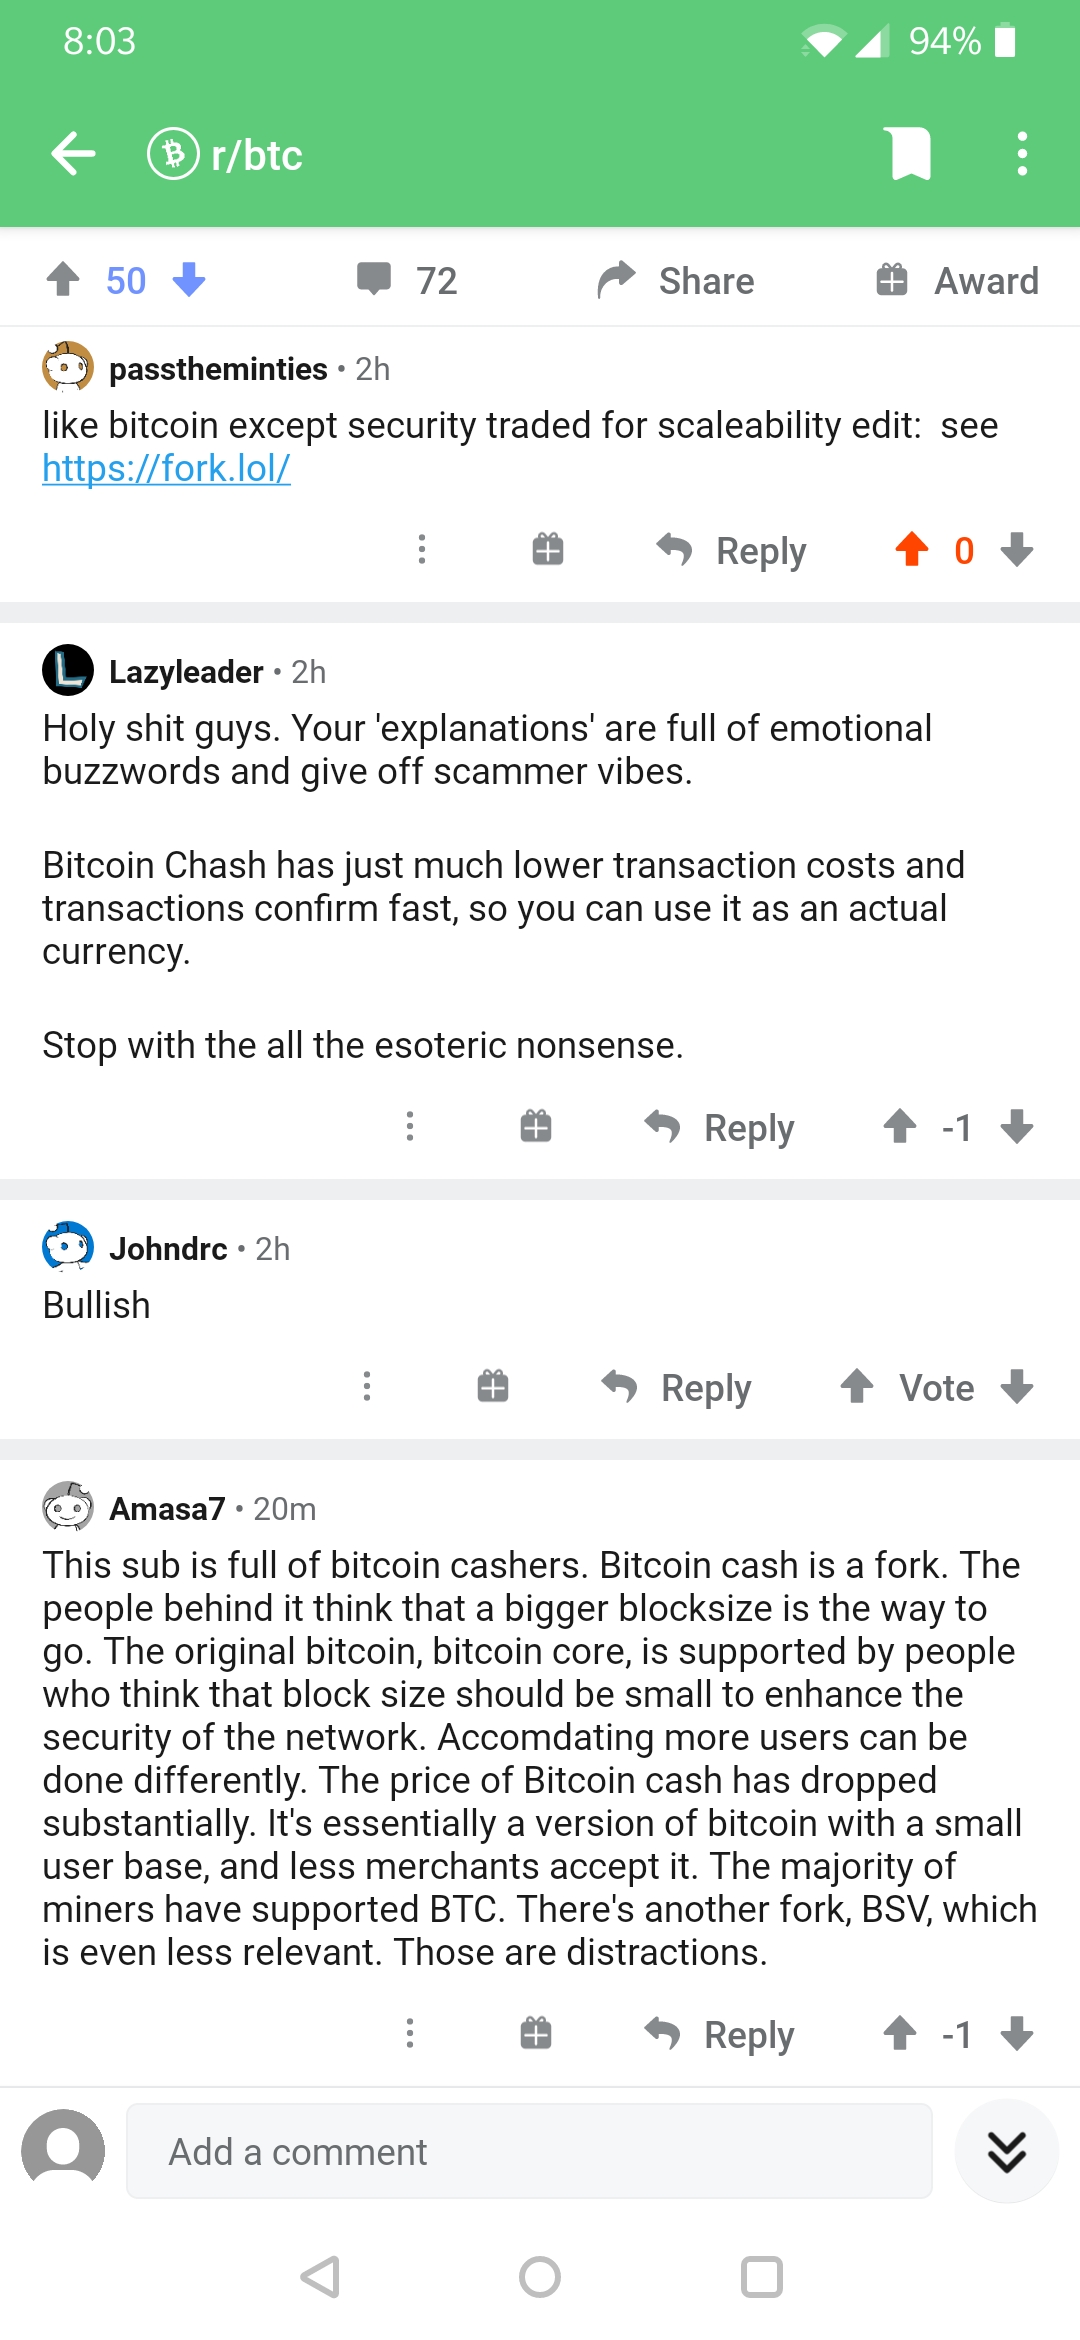 8:03
94%
r/btc
50
72
Share
Award
passtheminties • 2h
like bitcoin except security traded for scaleability edit:  see
https://fork.lol/
Reply
0
Lazyleader • 2h
Holy shit guys. Your 'explanations' are full of emotional
buzzwords and give off scammer vibes.
Bitcoin Chash has just much lower transaction costs and
transactions confirm fast, so you can use it as an actual
currency.
Stop with the all the esoteric nonsense.
Reply
-1
Johndrc • 2h
Bullish
Reply
Vote
Amasa7 • 20m
This sub is full of bitcoin cashers. Bitcoin cash is a fork. The
people behind it think that a bigger blocksize is the way to
go. The original bitcoin, bitcoin core, is supported by people
who think that block size should be small to enhance the
security of the network. Accomdating more users can be
done differently. The price of Bitcoin cash has dropped
substantially. It's essentially a version of bitcoin with a small
user base, and less merchants accept it. The majority of
miners have supported BTC. There's another fork, BSV, which
is even less relevant. Those are distractions.
Reply
-1
Add a comment